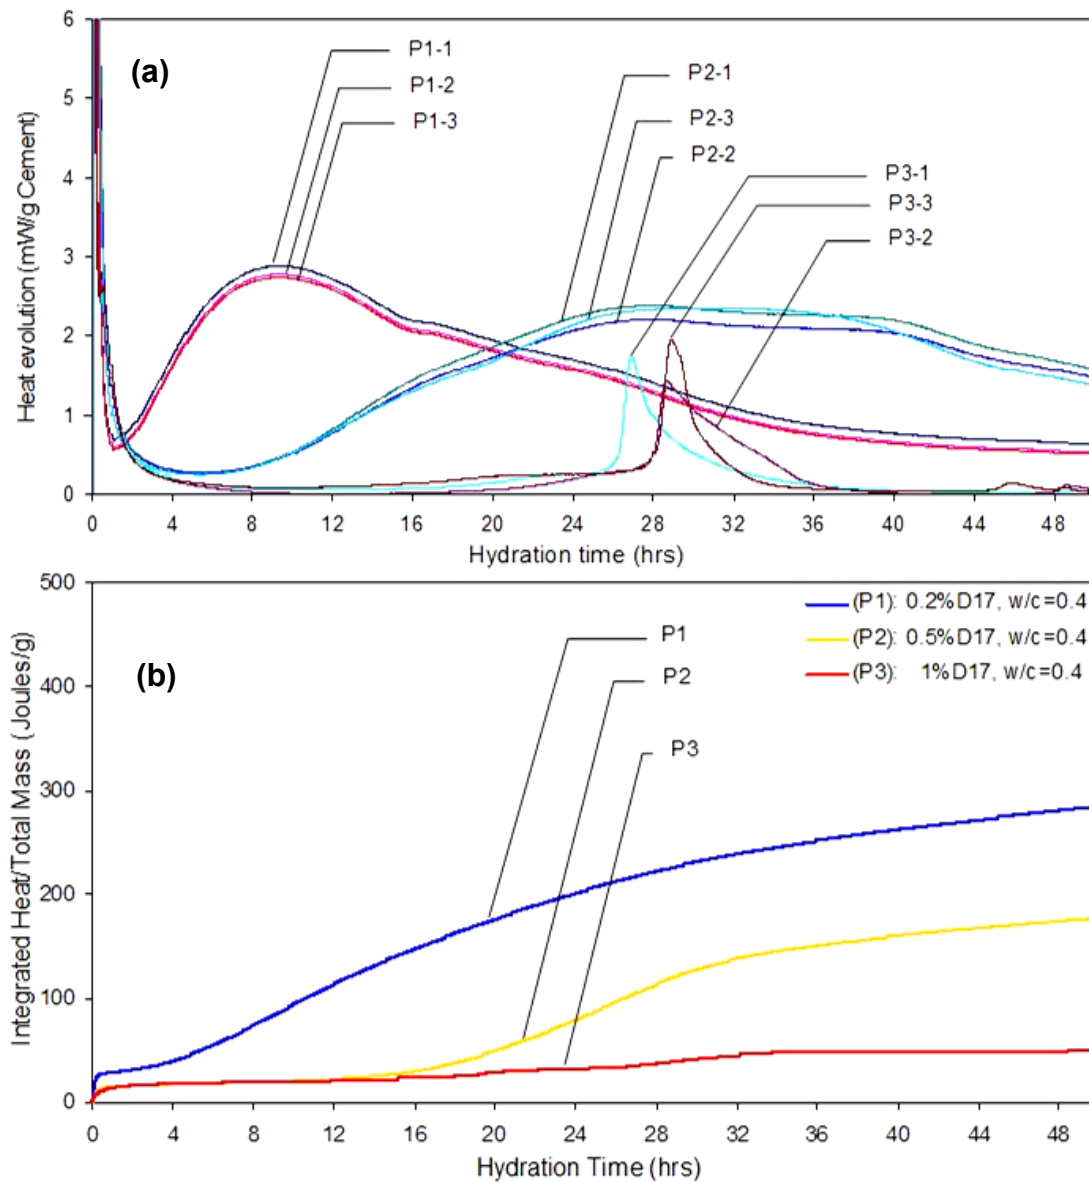 6
5
4
3
2
1
0
Heat evolution (mW/g Cement)
(a)
P1-1
P1-2
P1-3
P2-1
P2-3
P2-2
P3-1
P3-3
P3-2
0 4 8 12 16 20 24 28 32 36 40 44 48
Hydration time (hrs)
500
400
300
200
100
0
Integrated Heat/Total Mass (Joules/g)
(b)
P1
P2
P3
(P1): 0.2% D17, w/c=0.4
(P2): 0.5% D17, w/c=0.4
(P3): 1% D17, w/c=0.4
0 4 8 12 16 20 24 28 32 36 40 44 48
Hydration Time (hrs)